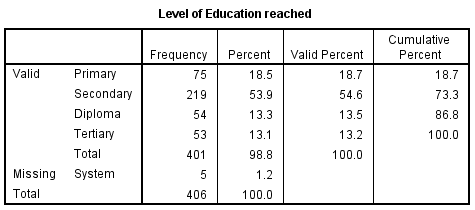 Level of Education reached
Frequency Percent Valid Percent Cumulative Percent
Valid Primary 75 18.5 18.7 18.7
Secondary 219 53.9 54.6 73.3
Diploma 54 13.3 13.5 86.8
Tertiary 53 13.1 13.2 100.0
Total 401 98.8 100.0
Missing System 5 1.2
Total 406 100.0